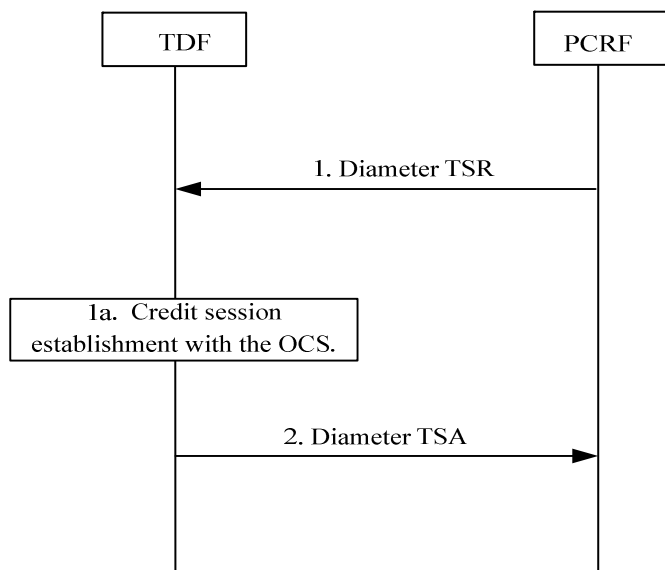 TDF
PCRF
1. Diameter TSR
1a. Credit session
establishment with the OCS.
2. Diameter TSA